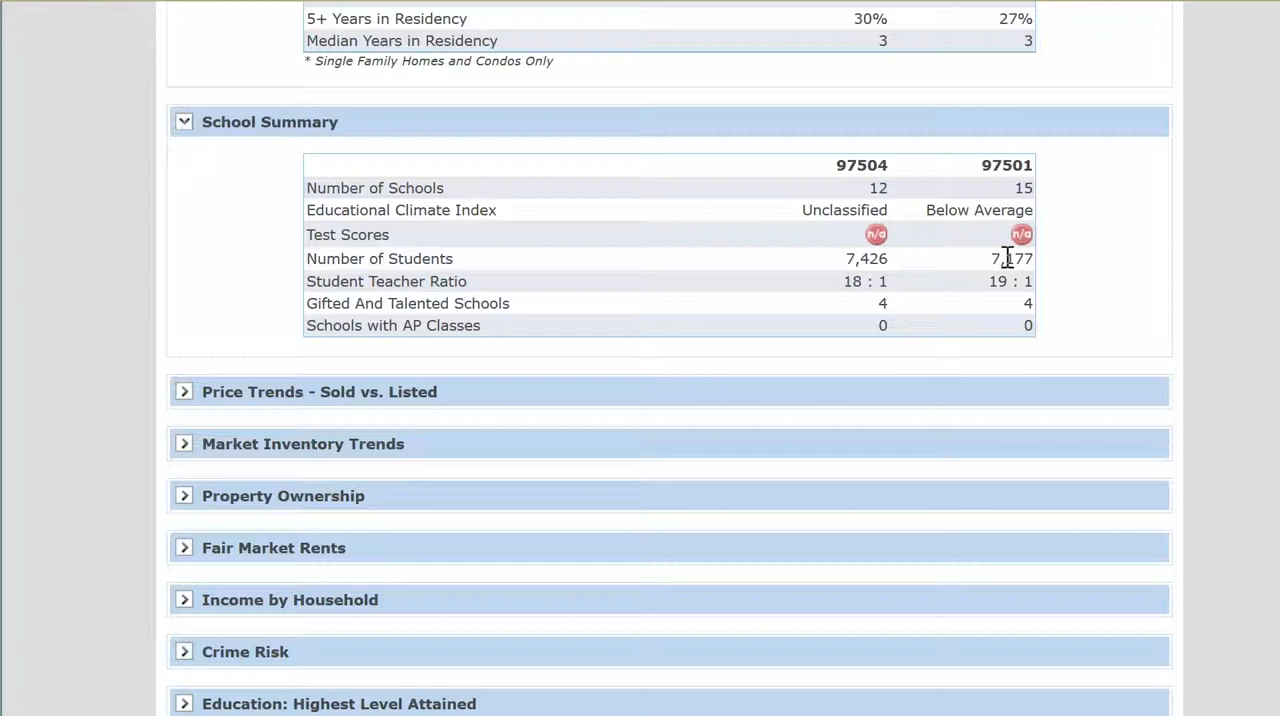 5+ Years in Residency 30% 27%
Median Years in Residency 3 3
* Single Family Homes and Condos Only
School Summary
97504 97501
Number of Schools 12 15
Educational Climate Index Unclassified Below Average
Test Scores n/a n/a
Number of Students 7,426 7,177
Student Teacher Ratio 18 : 1 19 : 1
Gifted And Talented Schools 4 4
Schools with AP Classes 0 0
Price Trends - Sold vs. Listed
Market Inventory Trends
Property Ownership
Fair Market Rents
Income by Household
Crime Risk
Education: Highest Level Attained